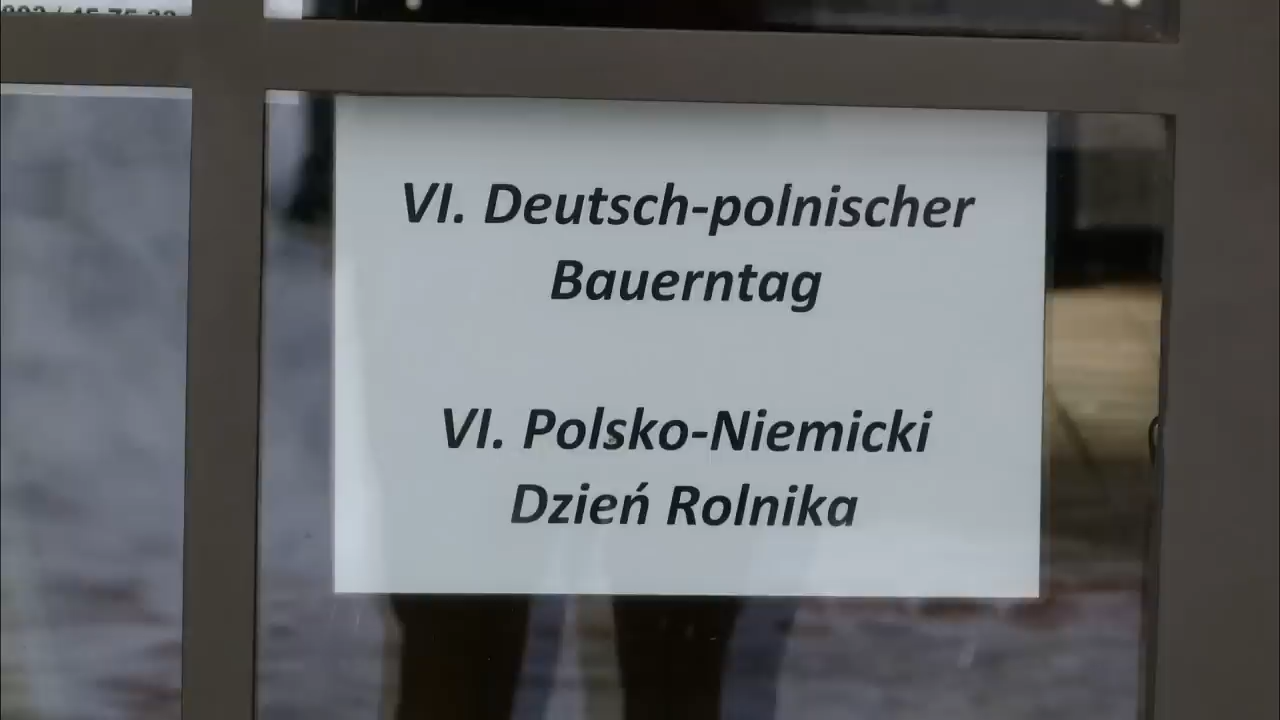 VI. Deutsch-polnischer
Bauerntag
VI. Polsko-Niemicki
Dzień Rolnika